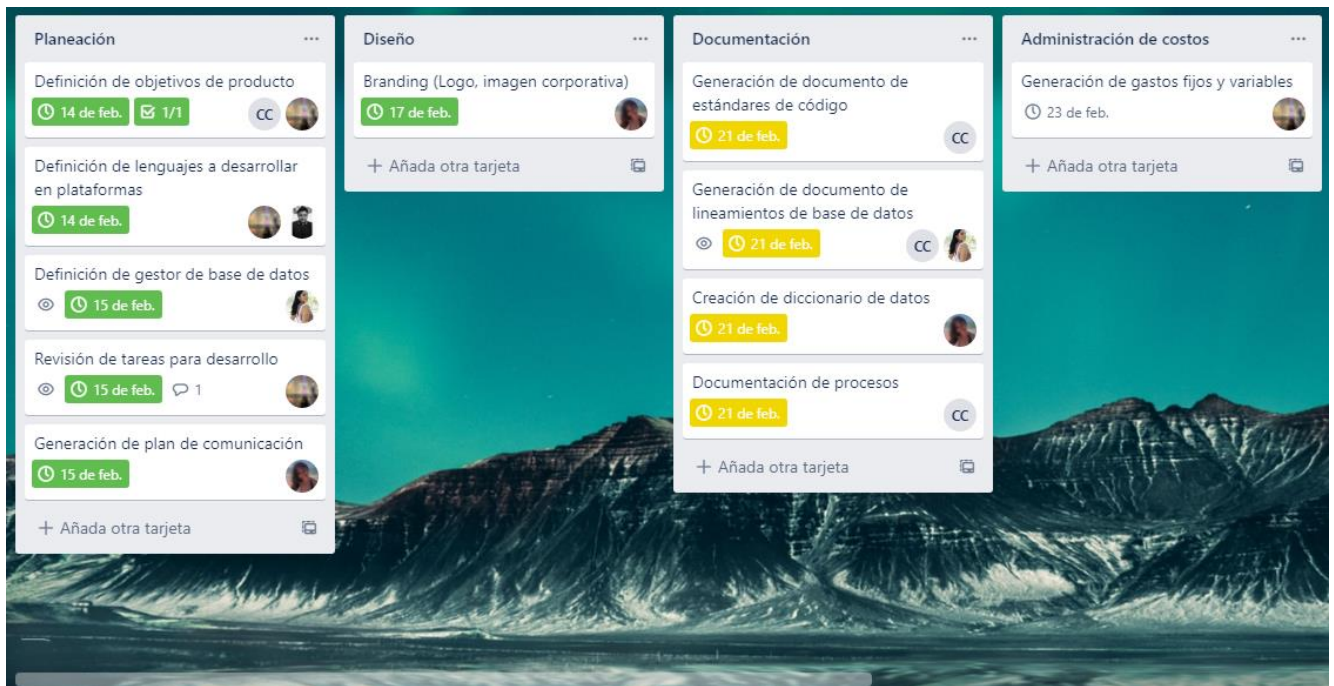 Planeación
Definición de objetivos de producto
14 de feb. 1/1 CC
Definición de lenguajes a desarrollar
en plataformas
14 de feb.
Definición de gestor de base de datos
15 de feb.
Revisión de tareas para desarrollo
15 de feb. 1
Generación de plan de comunicación
15 de feb.
+ Añada otra tarjeta
Diseño
Branding (Logo, imagen corporativa)
17 de feb.
+ Añada otra tarjeta
Documentación
Generación de documento de
estándares de código
21 de feb. CC
Generación de documento de
lineamientos de base de datos
21 de feb. CC
Creación de diccionario de datos
21 de feb.
Documentación de procesos
21 de feb. CC
+ Añada otra tarjeta
Administración de costos
Generación de gastos fijos y variables
23 de feb.
+ Añada otra tarjeta